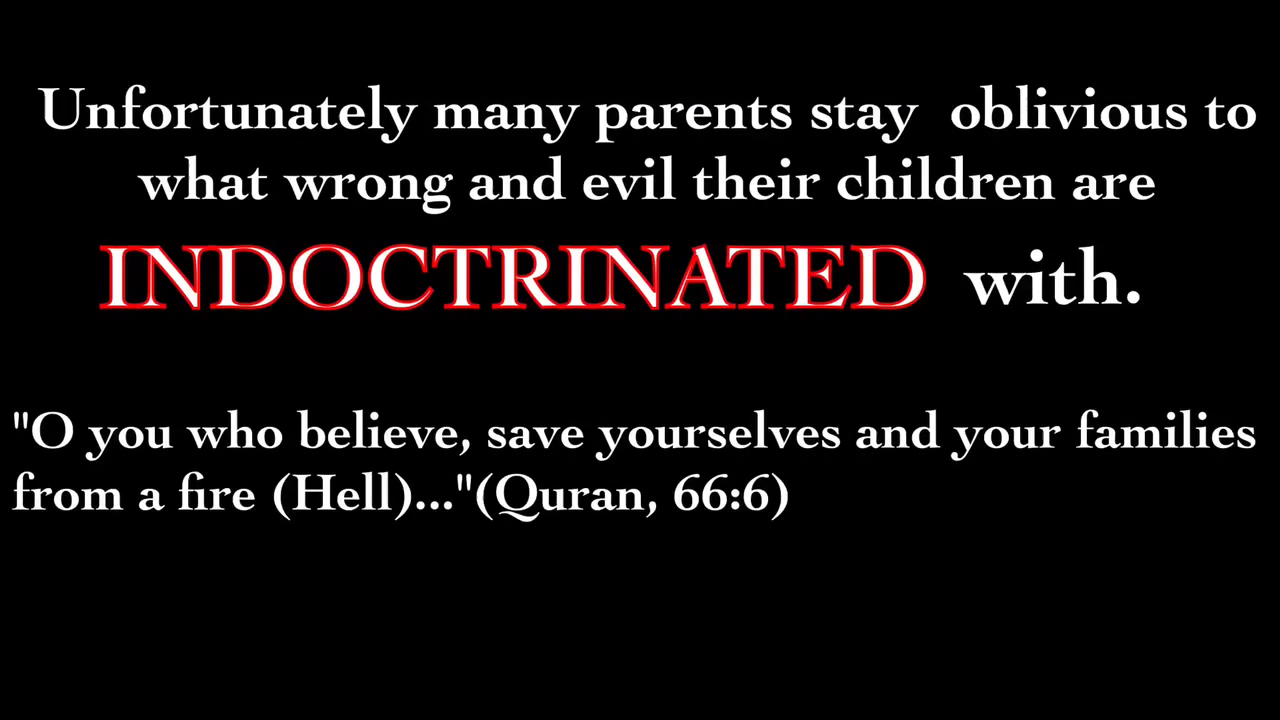 Unfortunately many parents stay  oblivious to
what wrong and evil their children are
INDOCTRINATED with.
"O you who believe, save yourselves and your families
from a fire (Hell)..."(Quran, 66:6)